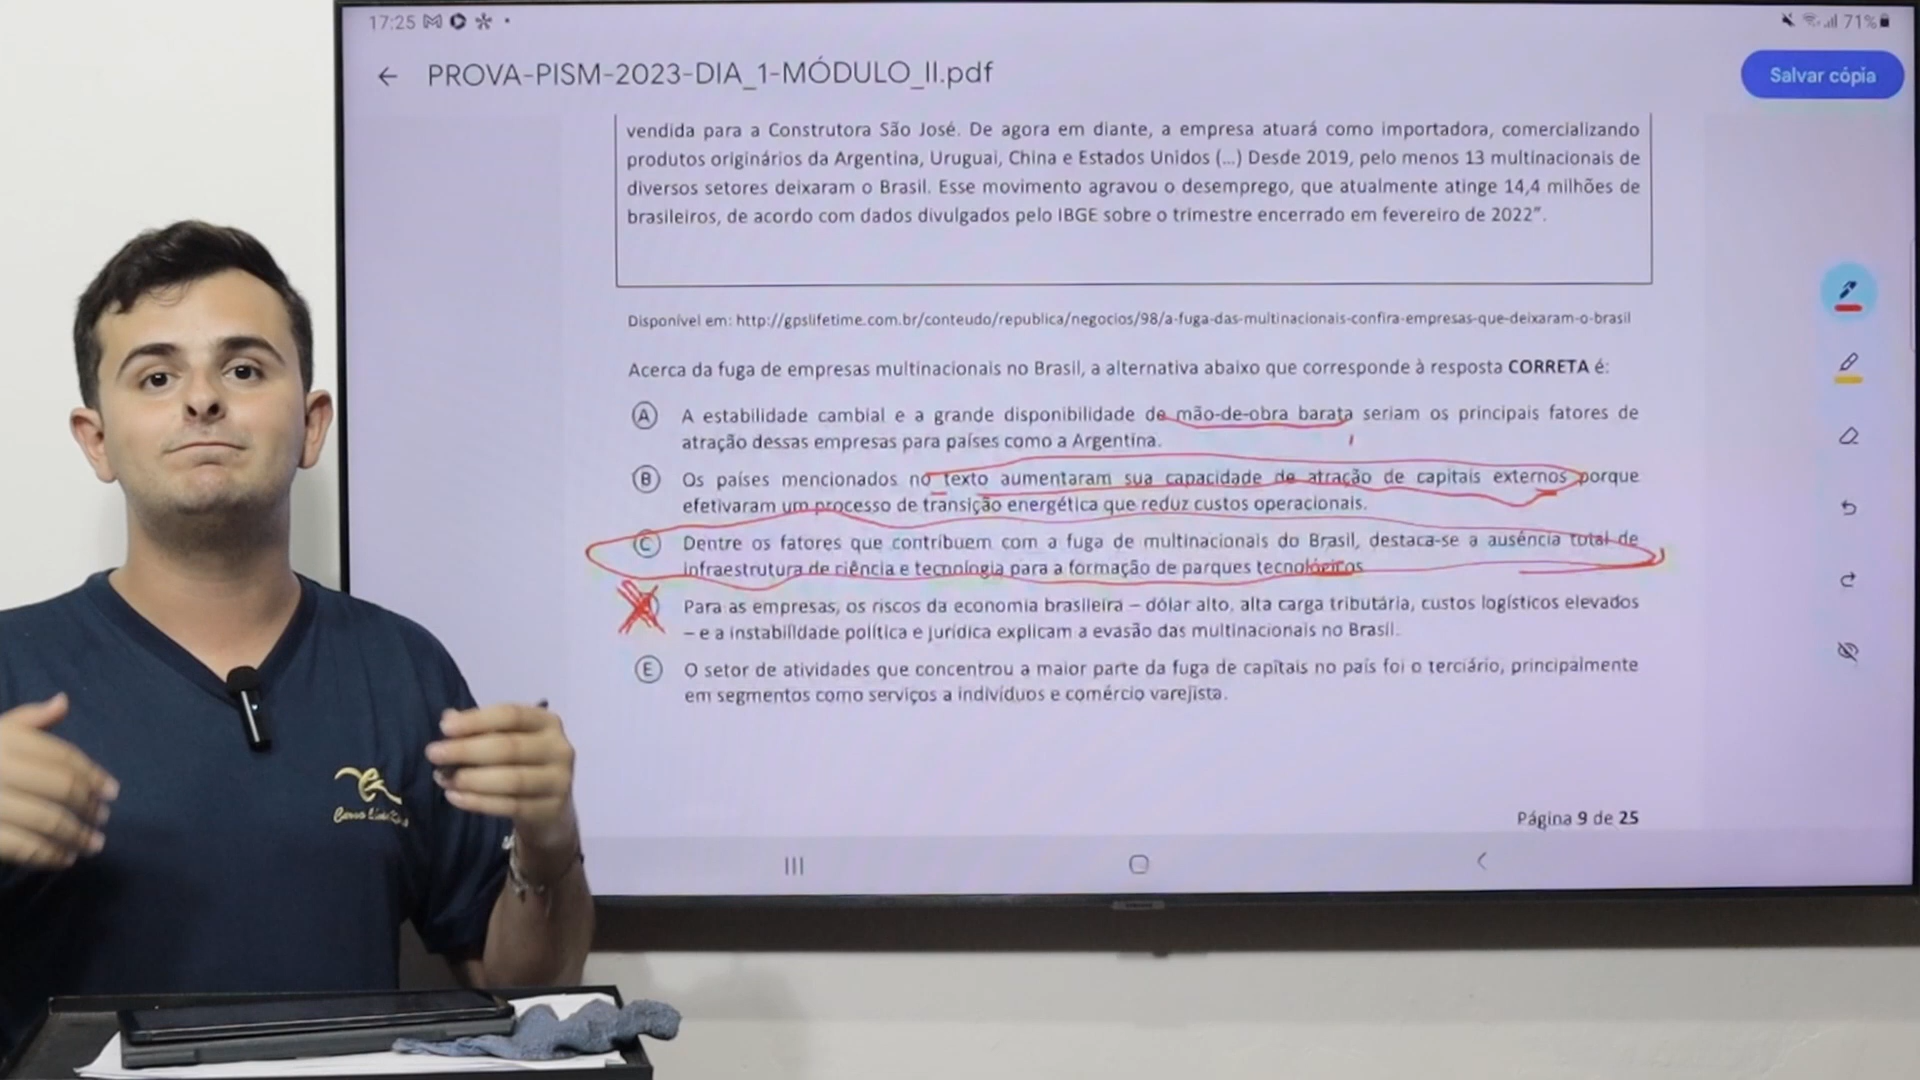 17:25
71%
PROVA-PISM-2023-DIA_1-MÓDULO_II.pdf
Salvar cópia
vendida para a Construtora São José. De agora em diante, a empresa atuará como importadora, comercializando
produtos originários da Argentina, Uruguai, China e Estados Unidos (...) Desde 2019, pelo menos 13 multinacionais de
diversos setores deixaram o Brasil. Esse movimento agravou o desemprego, que atualmente atinge 14,4 milhões de
brasileiros, de acordo com dados divulgados pelo IBGE sobre o trimestre encerrado em fevereiro de 2022”.
Disponível em: http://gpslifetime.com.br/conteudo/republica/negocios/98/a-fuga-das-multinacionais-confira-empresas-que-deixaram-o-brasil
Acerca da fuga de empresas multinacionais no Brasil, a alternativa abaixo que corresponde à resposta CORRETA é:
A A estabilidade cambial e a grande disponibilidade de mão-de-obra barata seriam os principais fatores de
atração dessas empresas para países como a Argentina.
B Os países mencionados no texto aumentaram sua capacidade de atração de capitais externos porque
efetivaram um processo de transição energética que reduz custos operacionais.
C Dentre os fatores que contribuem com a fuga de multinacionais do Brasil, destaca-se a ausência total de
infraestrutura de ciência e tecnologia para a formação de parques tecnológicos
Para as empresas, os riscos da economia brasileira – dólar alto, alta carga tributária, custos logísticos elevados
– e a instabilidade política e jurídica explicam a evasão das multinacionais no Brasil.
E O setor de atividades que concentrou a maior parte da fuga de capitais no país foi o terciário, principalmente
em segmentos como serviços a indivíduos e comércio varejista.
Página 9 de 25